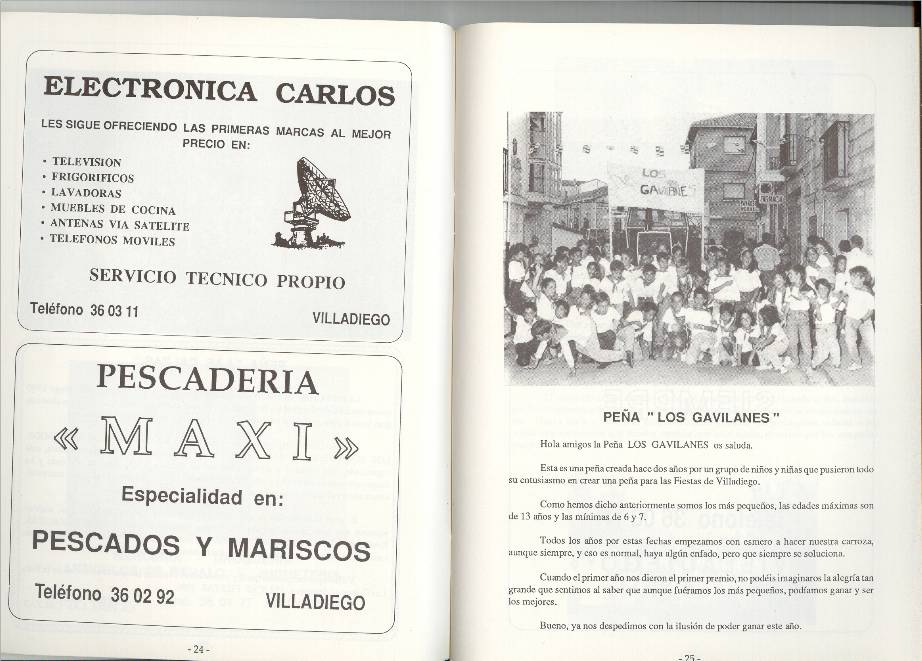 ELECTRONICA CARLOS
LES SIGUE OFRECIENDO LAS PRIMERAS MARCAS AL MEJOR
PRECIO EN:
• TELEVISION
• FRIGORIFICOS
• LAVADORAS
• MUEBLES DE COCINA
• ANTENAS VIA SATELITE
• TELEFONOS MOVILES
SERVICIO TECNICO PROPIO
Teléfono 36 03 11
VILLADIEGO
PESCADERIA
« MAXI »
Especialidad en:
PESCADOS Y MARISCOS
Teléfono 36 02 92
VILLADIEGO
- 24 -
LOS
GAVILANES
PEÑA " LOS GAVILANES "
Hola amigos la Peña LOS GAVILANES os saluda.
Esta es una peña creada hace dos años por un grupo de niños y niñas que pusieron todo
su entusiasmo en crear una peña para las Fiestas de Villadiego.
Como hemos dicho anteriormente somos los más pequeños, las edades máximas son
de 13 años y las mínimas de 6 y 7.
Todos los años por estas fechas empezamos con esmero a hacer nuestra carroza,
aunque siempre, y eso es normal, haya algún enfado, pero que siempre se soluciona.
Cuando el primer año nos dieron el primer premio, no podéis imaginaros la alegría tan
grande que sentimos al saber que aunque fuéramos los más pequeños, podíamos ganar y ser
los mejores.
Bueno, ya nos despedimos con la ilusión de poder ganar este año.
- 25 -